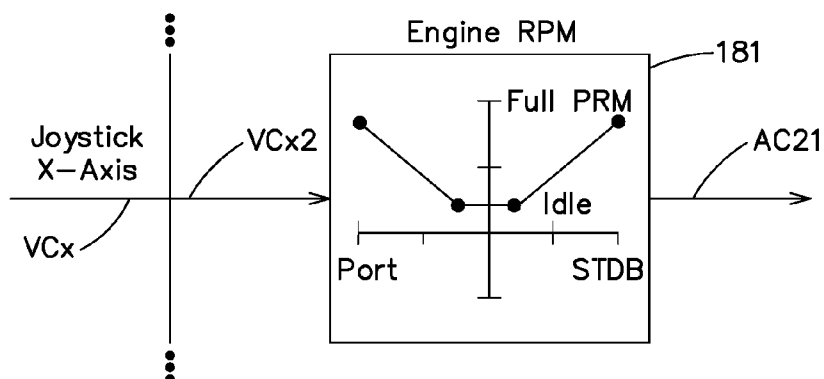 Engine RPM
181
Full PRM
Joystick
X-Axis
VCx2
AC21
Idle
VCx
Port
STDB